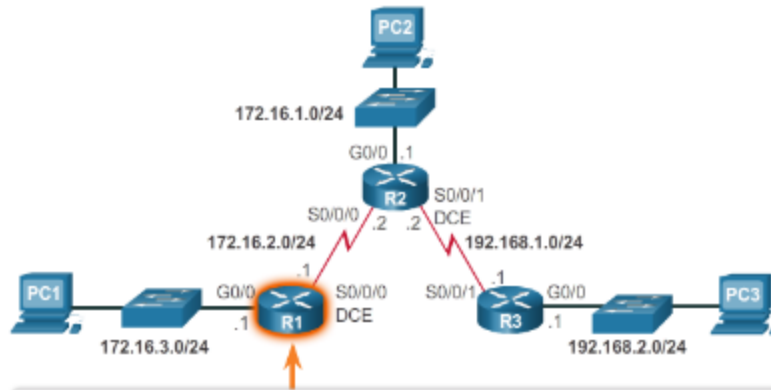 PC2
172.16.1.0/24
G0/0 .1
R2
S0/0/0 .2 .2 S0/0/1
DCE
172.16.2.0/24
192.168.1.0/24
PC1
G0/0 .1
R1
.1 S0/0/0
DCE
172.16.3.0/24
S0/0/1 .1
R3
G0/0
.1
PC3
192.168.2.0/24